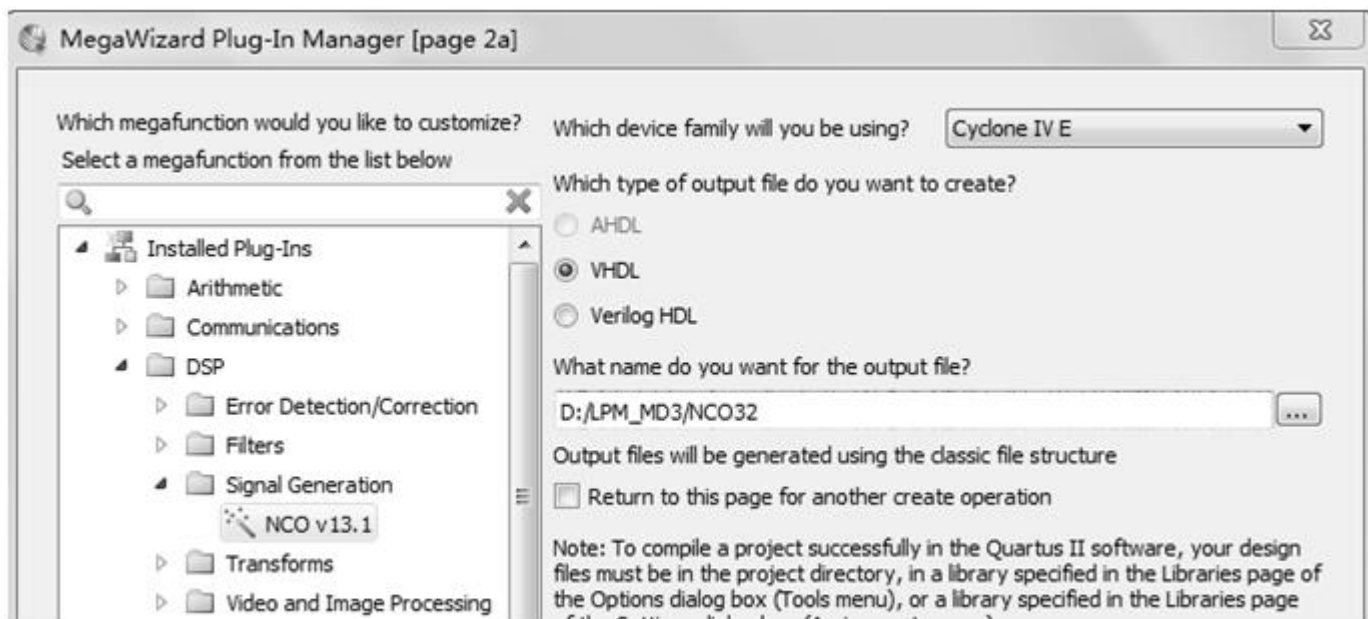 MegaWizard Plug-In Manager [page 2a]
Which megafunction would you like to customize?
Select a megafunction from the list below
Installed Plug-Ins
Arithmetic
Communications
DSP
Error Detection/Correction
Filters
Signal Generation
NCO v13.1
Transforms
Video and Image Processing
Which device family will you be using?
Cyclone IV E
Which type of output file do you want to create?
AHDL
VHDL
Verilog HDL
What name do you want for the output file?
D:/LPM_MD3/NCO32
...
Output files will be generated using the classic file structure
Return to this page for another create operation
Note: To compile a project successfully in the Quartus II software, your design
files must be in the project directory, in a library specified in the Libraries page of
the Options dialog box (Tools menu), or a library specified in the Libraries page